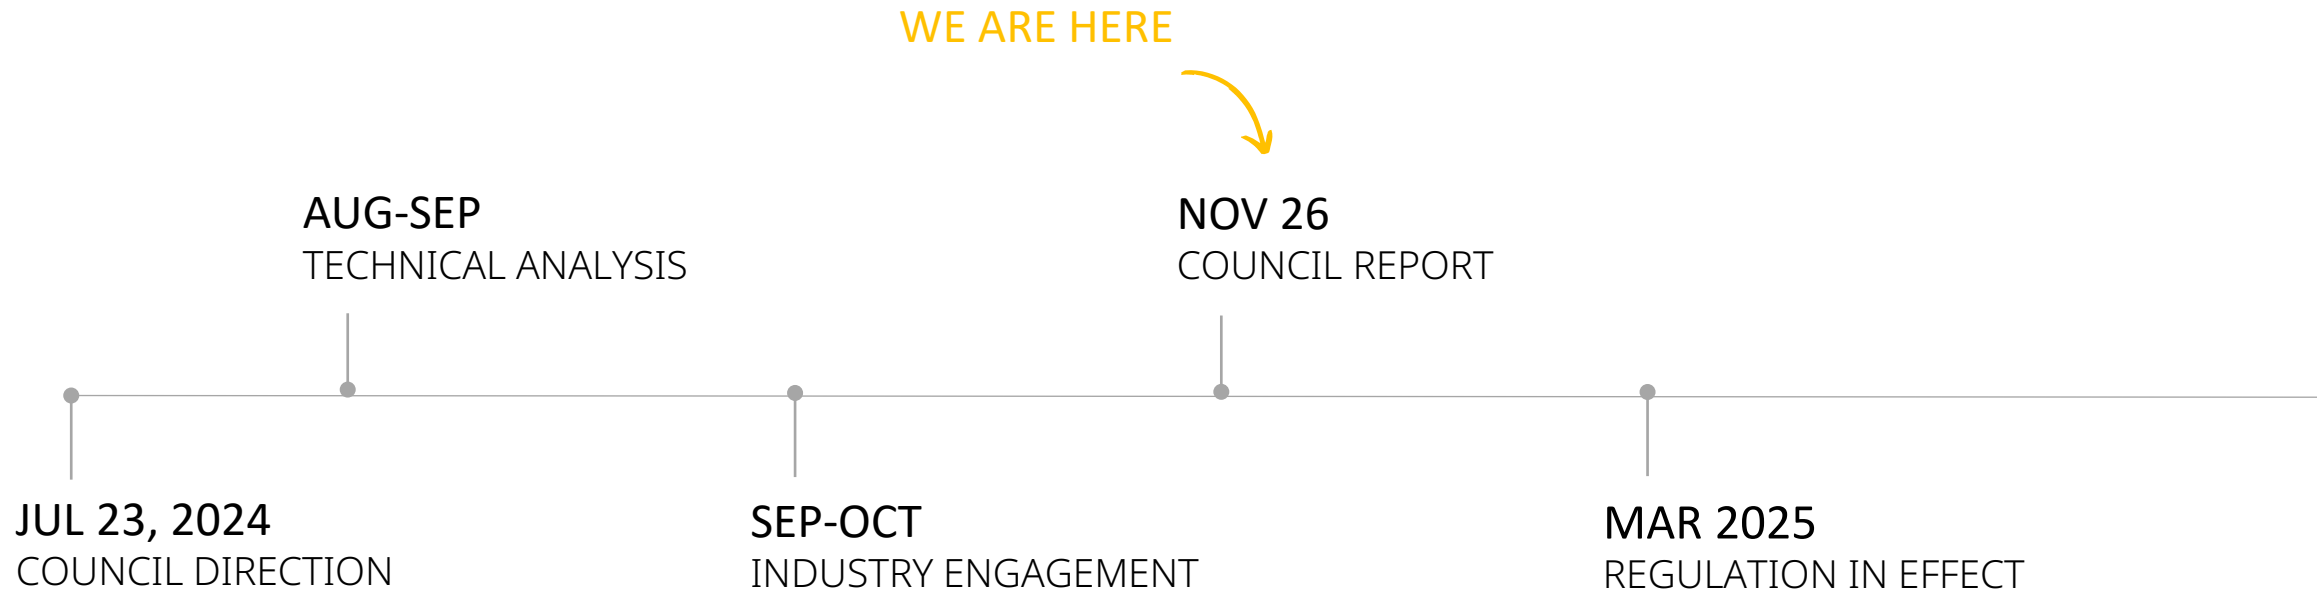 WE ARE HERE
AUG-SEP
TECHNICAL ANALYSIS
NOV 26
COUNCIL REPORT
JUL 23, 2024
COUNCIL DIRECTION
SEP-OCT
INDUSTRY ENGAGEMENT
MAR 2025
REGULATION IN EFFECT